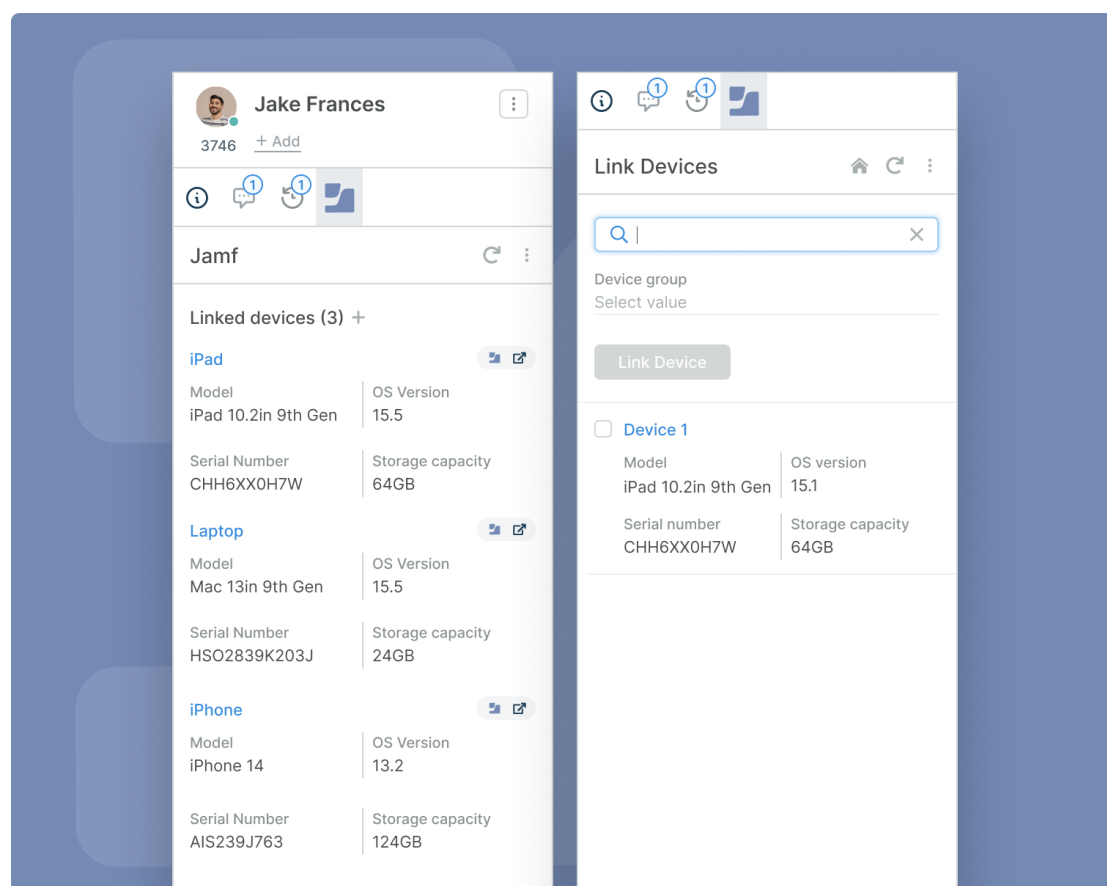 Jake Frances
3746
+ Add
1
1
Jamf
Linked devices (3) +
iPad
Model
OS Version
iPad 10.2in 9th Gen
15.5
Serial Number
Storage capacity
CHH6XX0H7W
64GB
Laptop
Model
OS Version
Mac 13in 9th Gen
15.5
Serial Number
Storage capacity
HSO2839K203J
24GB
iPhone
Model
OS Version
iPhone 14
13.2
Serial Number
Storage capacity
AIS239J763
124GB
1
1
Link Devices
Device group
Select value
Link Device
Device 1
Model
OS version
iPad 10.2in 9th Gen
15.1
Serial number
Storage capacity
CHH6XX0H7W
64GB